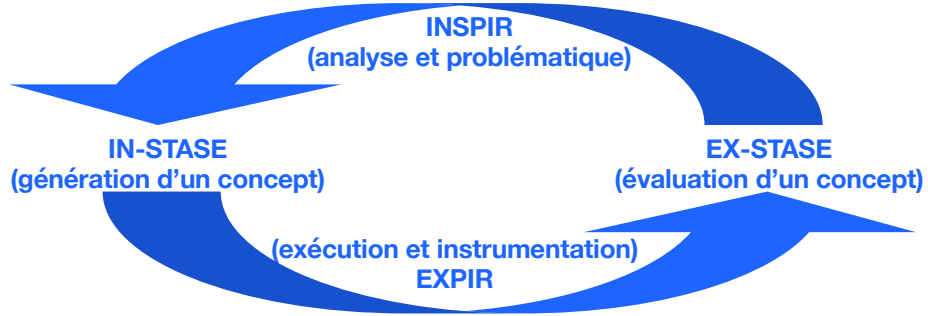 INSPIR
(analyse et problématique)
IN-STASE
(génération d'un concept)
EX-STASE
(évaluation d'un concept)
(exécution et instrumentation)
EXPIR